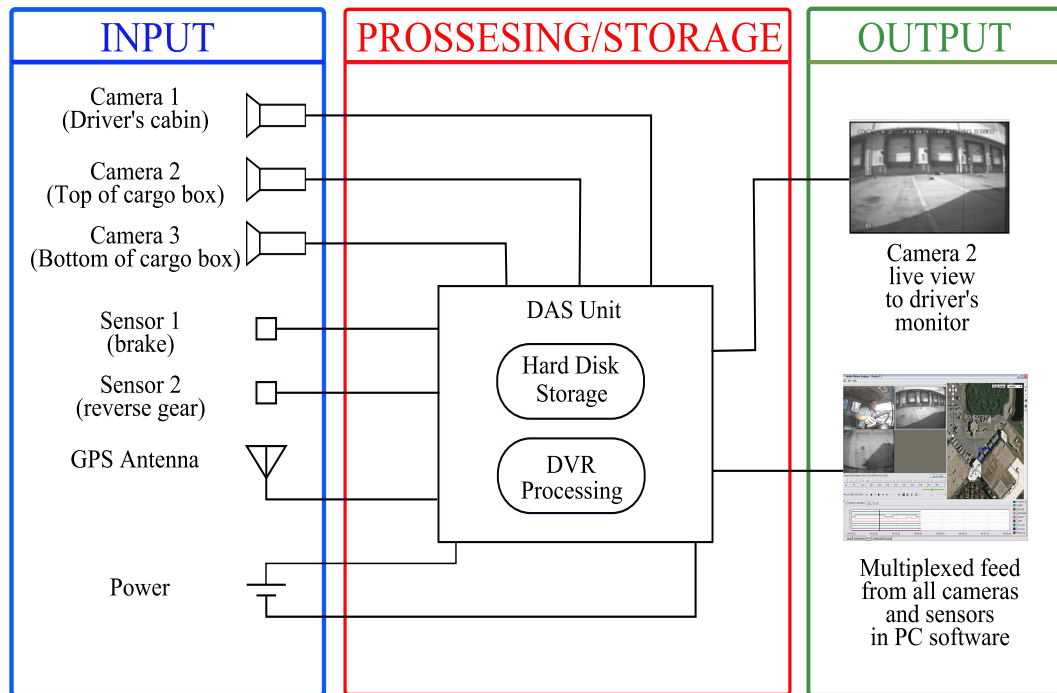 INPUT
PROSSESING/STORAGE
OUTPUT
Camera 1
(Driver's cabin)
Camera 2
(Top of cargo box)
Camera 3
(Bottom of cargo box)
Sensor 1
(brake)
Sensor 2
(reverse gear)
GPS Antenna
Power
DAS Unit
Hard Disk
Storage
DVR
Processing
Camera 2
live view
to driver's
monitor
Multiplexed feed
from all cameras
and sensors
in PC software